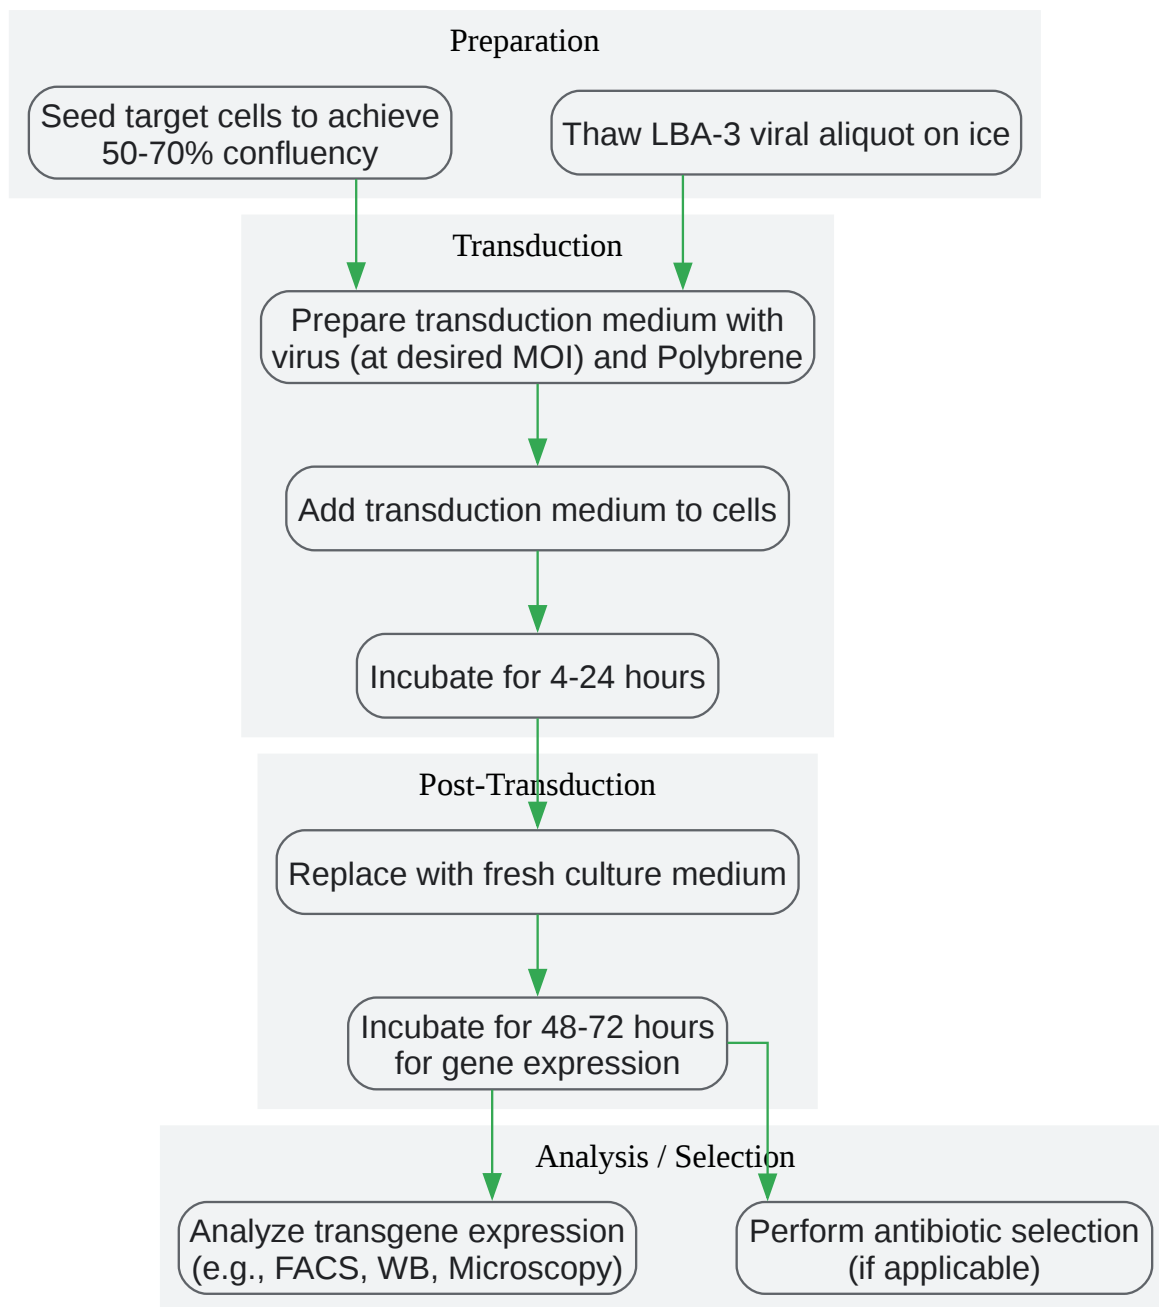 Preparation
Seed target cells to achieve
50-70% confluency
Thaw LBA-3 viral aliquot on ice
Transduction
Prepare transduction medium with
virus (at desired MOI) and Polybrene
Add transduction medium to cells
Incubate for 4-24 hours
Post-Transduction
Replace with fresh culture medium
Incubate for 48-72 hours
for gene expression
Analysis / Selection
Analyze transgene expression
(e.g., FACS, WB, Microscopy)
Perform antibiotic selection
(if applicable)